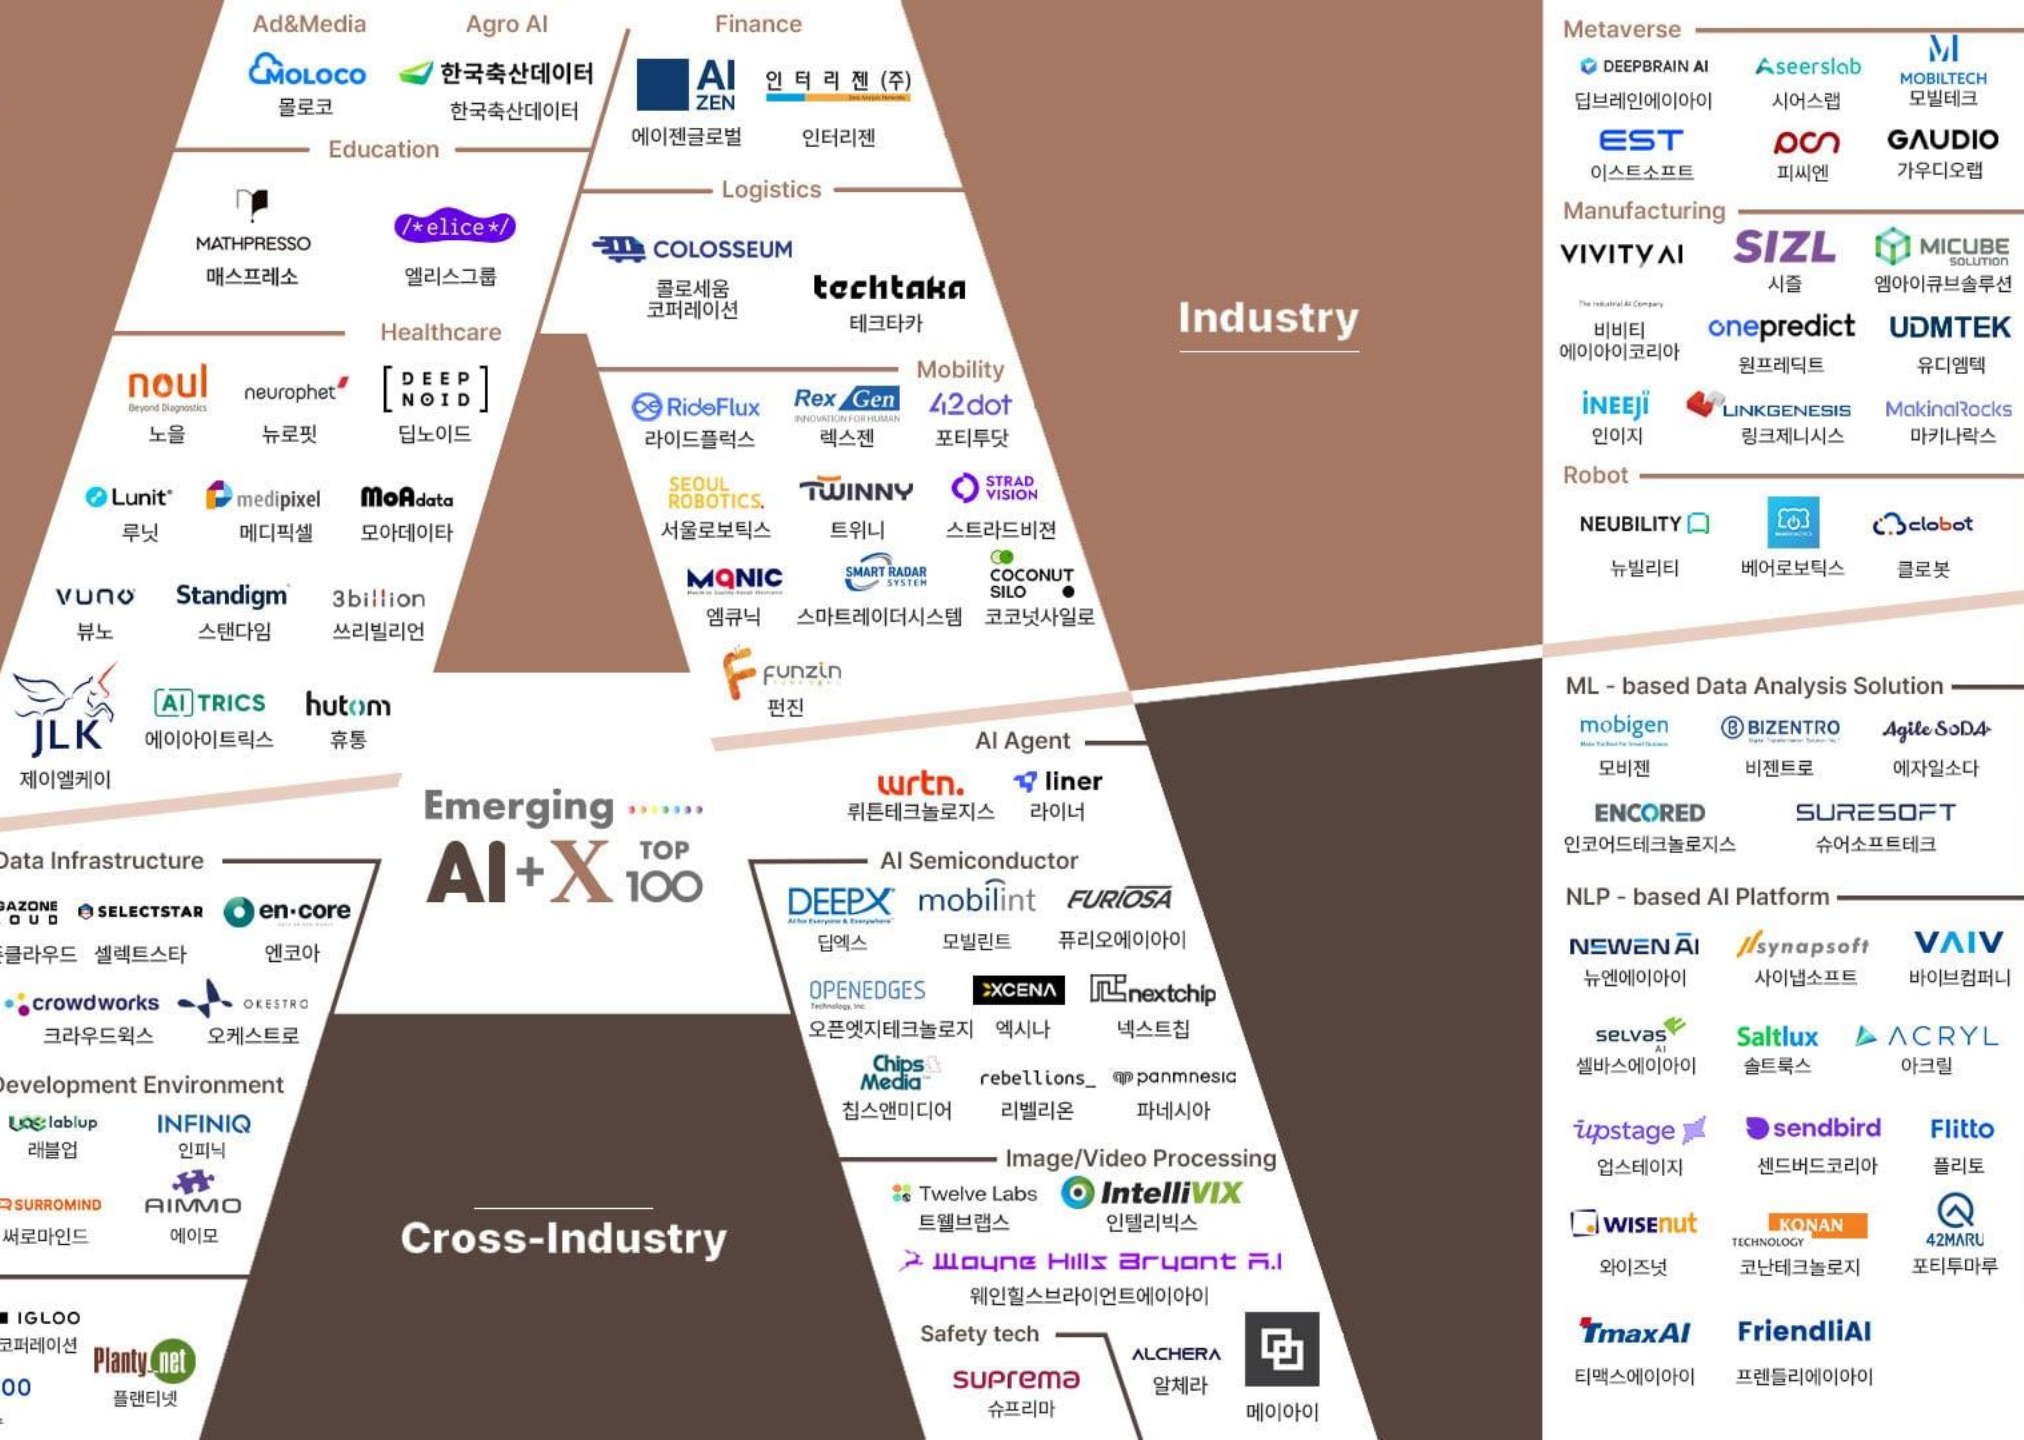 Ad&Media
MOLOCO
몰로코
Agro AI
한국축산데이터
한국축산데이터
Education
MATHPRESSO
매스프레소
/*elice*/
엘리스그룹
Healthcare
noul
Beyond Diagnostics
노을
neurophet
뉴로핏
DEEP
NOID
딥노이드
Lunit
루닛
medipixel
메디픽셀
MOAdata
모아데이타
VUNO
뷰노
Standigm
스탠다임
3billion
쓰리빌리언
JLK
제이엘케이
AITRICS
에이아이트릭스
hutom
휴톰
Finance
AI
ZEN
에이젠글로벌
인터리젠(주)
인터리젠
Logistics
COLOSSEUM
콜로세움
코퍼레이션
techtaka
테크타카
Mobility
RideFlux
라이드플럭스
Rex Gen
INNOVATION FOR HUMAN
렉스젠
42dot
포티투닷
SEOUL
ROBOTICS.
서울로보틱스
TWINNY
트위니
STRAD
VISION
스트라드비젼
MQNIC
엠큐닉
SMART RADAR
SYSTEM
스마트레이더시스템
COCONUT
SILO
코코넛사일로
Funzin
펀진
Industry
Metaverse
DEEPBRAIN AI
딥브레인에이아이
Aseerslab
시어스랩
MOBILTECH
모빌테크
EST
이스트소프트
pcn
피씨엔
GAUDIO
가우디오랩
Manufacturing
VIVITY AI
The Industrial AI Company
비비티
에이아이코리아
SIZL
시즐
MICUBE
SOLUTION
엠아이큐브솔루션
onepredict
원프레딕트
UDMTEK
유디엠텍
iNEEJi
인이지
LINKGENESIS
링크제니시스
MakinaRocks
마키나락스
Robot
NEUBILITY
뉴빌리티
베어로보틱스
clobot
클로봇
Emerging
AI+X TOP
100
Data Infrastructure
GAZONE
OUD
클라우드
SELECTSTAR
셀렉트스타
en-core
엔코아
crowdworks
크라우드웍스
OKESTRO
오케스트로
Development Environment
lablup
래블업
INFINIQ
인피닉
SURROMIND
써로마인드
AIMMO
에이모
IGLOO
코퍼레이션
Planty.net
플랜티넷
Cross-Industry
AI Agent
wrtn.
뤼튼테크놀로지스
liner
라이너
AI Semiconductor
DEEPX
AI for Everyone & Everywhere
딥엑스
mobilint
모빌린트
FURIOSA
퓨리오에이아이
OPENEDGES
Technology, Inc.
오픈엣지테크놀로지
XCENA
엑시나
nextchip
넥스트칩
Chips&
Media
칩스앤미디어
rebellions_
리벨리온
panmnesia
파네시아
Image/Video Processing
Twelve Labs
트웰브랩스
IntelliVIX
인텔리빅스
Wayne Hills Bryant A.I
웨인힐스브라이언트에이아이
Safety tech
suprema
슈프리마
ALCHERA
알체라
메이아이
ML - based Data Analysis Solution
mobigen
모비젠
BIZENTRO
비젠트로
Agile SoDA
에자일소다
ENCORED
인코어드테크놀로지스
SURESOFT
슈어소프트테크
NLP - based AI Platform
NEWEN AI
뉴엔에이아이
synapsoft
사이냅소프트
VAIV
바이브컴퍼니
selvas
AI
셀바스에이아이
Saltlux
솔트룩스
ACRYL
아크릴
upstage
업스테이지
sendbird
센드버드코리아
Flitto
플리토
WISEnut
와이즈넛
KONAN
TECHNOLOGY
코난테크놀로지
42MARU
포티투마루
TmaxAI
티맥스에이아이
FriendliAI
프렌들리에이아이